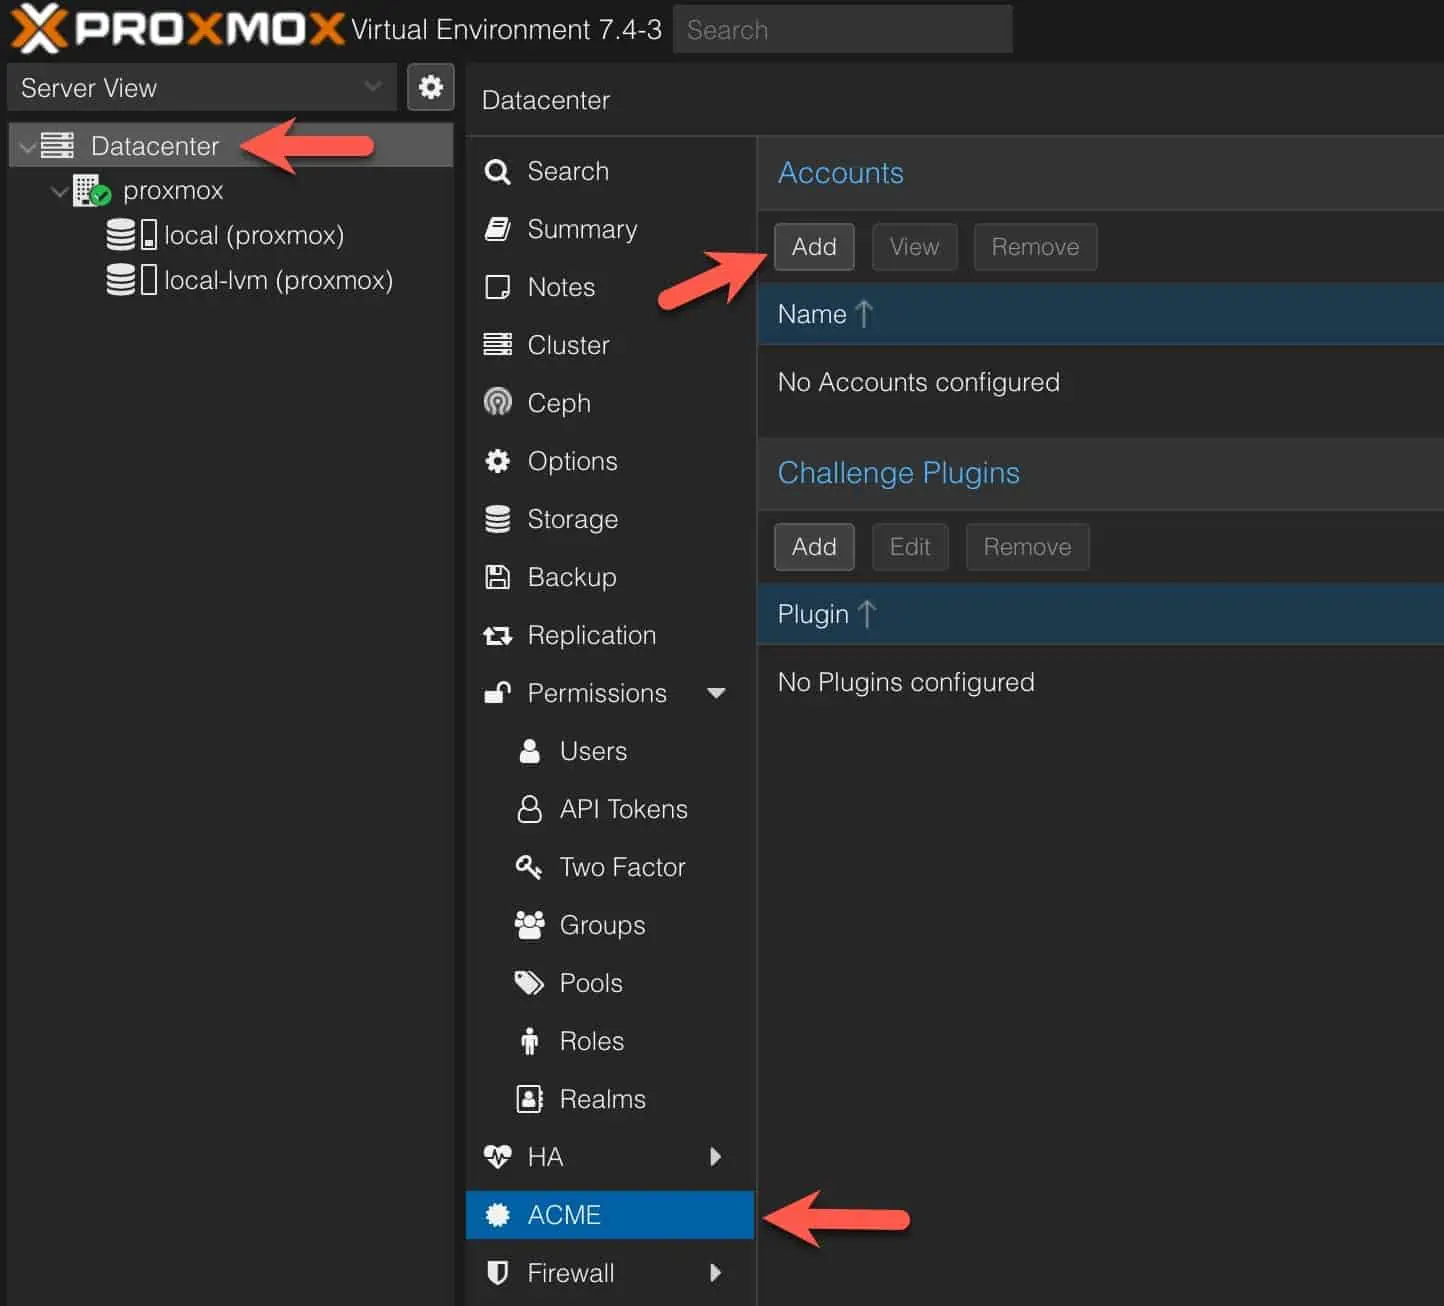 PROXMOX Virtual Environment 7.4-3 Search
Server View
Datacenter
proxmox
local (proxmox)
local-lvm (proxmox)
Datacenter
Search
Summary
Notes
Cluster
Ceph
Options
Storage
Backup
Replication
Permissions
Users
API Tokens
Two Factor
Groups
Pools
Roles
Realms
HA
ACME
Firewall
Accounts
Add View Remove
Name
No Accounts configured
Challenge Plugins
Add Edit Remove
Plugin
No Plugins configured